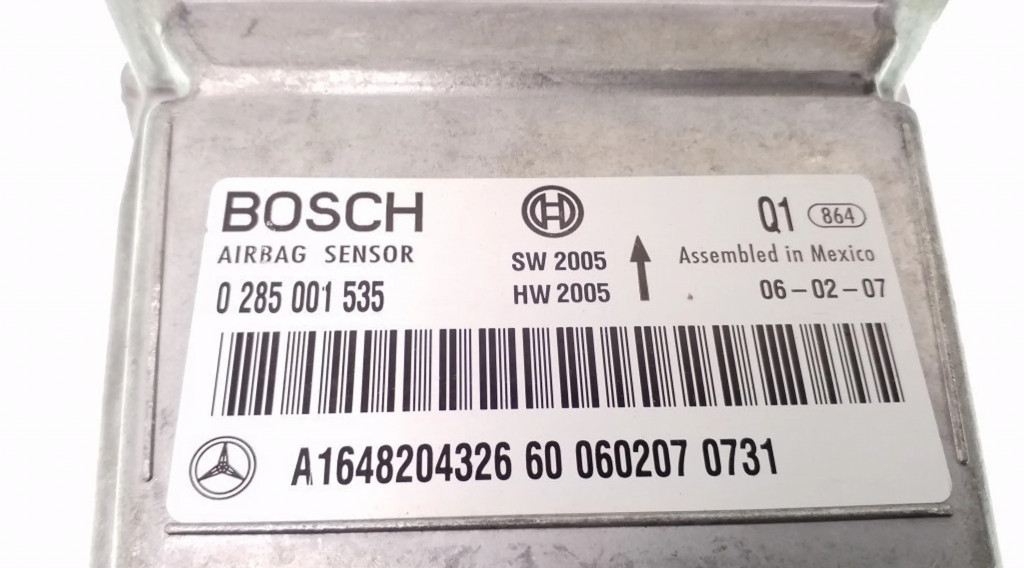 BOSCH
AIRBAG SENSOR
0 285 001 535
SW 2005
HW 2005
Q1 864
Assembled in Mexico
06-02-07
A1648204326 60 060207 0731